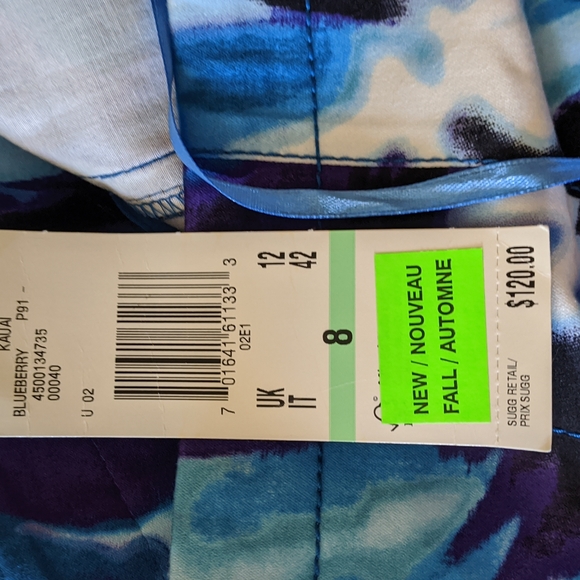 KAUAI
BLUEBERRY P91 -
4500134735
00040
U 02
7 01641 61133 3
02E1
UK 12
IT 42
8
NEW / NOUVEAU
FALL / AUTOMNE
SUGG RETAIL/
PRIX SUGG
$120.00